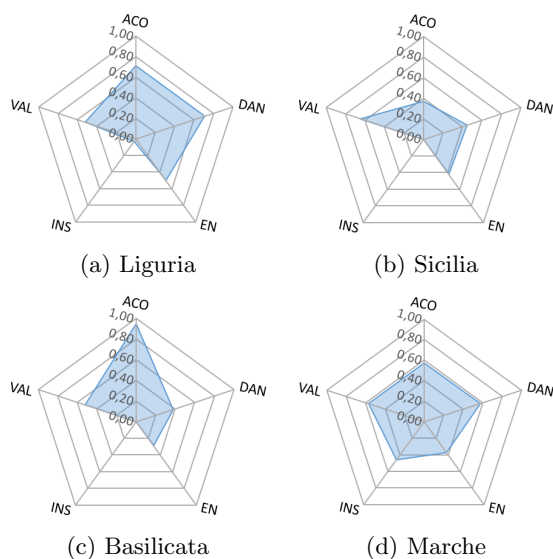 ACO
1,00
0,80
0,60
0,40
0,20
0,00
VAL
DAN
INS
EN
(a) Liguria
ACO
1,00
0,80
0,60
0,40
0,20
0,00
VAL
DAN
INS
EN
(b) Sicilia
ACO
1,00
0,80
0,60
0,40
0,20
0,00
VAL
DAN
INS
EN
(c) Basilicata
ACO
1,00
0,80
0,60
0,40
0,20
0,00
VAL
DAN
INS
EN
(d) Marche